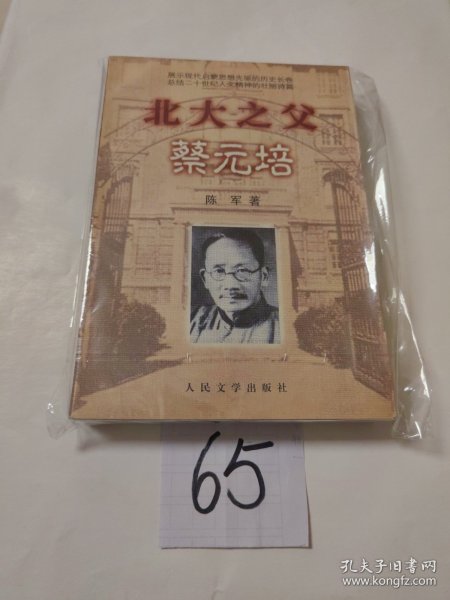 展示现代启蒙思想先驱的历史长卷
总结二十世纪人文精神的壮丽诗篇
北大之父
蔡元培
陈军著
人民文学出版社
65
孔夫子旧书网
www.kongfz.com